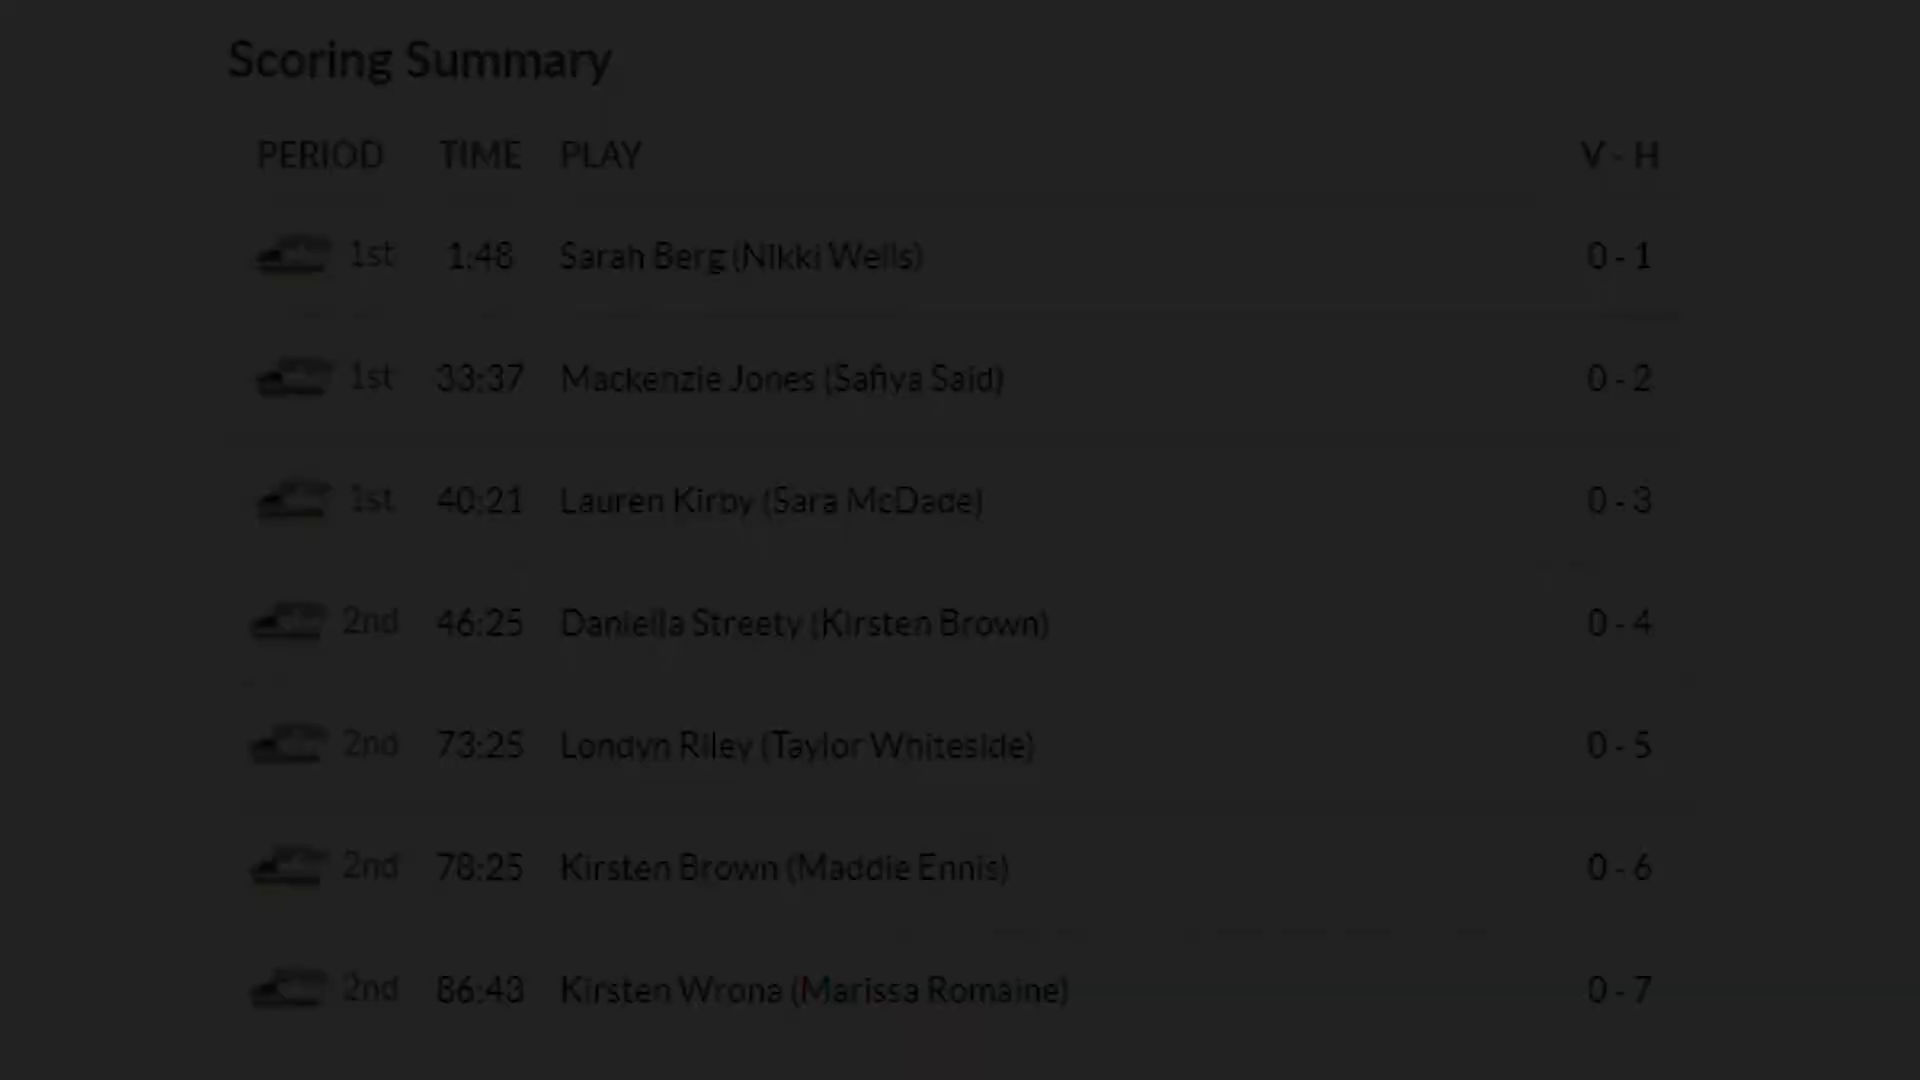 Scoring Summary
PERIOD TIME PLAY V - H
1st 1:48 Sarah Berg (Nikki Wells) 0 - 1
1st 33:37 Mackenzie Jones (Safiya Said) 0 - 2
1st 40:21 Lauren Kirby (Sara McDade) 0 - 3
2nd 46:25 Daniella Streety (Kirsten Brown) 0 - 4
2nd 73:25 Londyn Riley (Taylor Whiteside) 0 - 5
2nd 78:25 Kirsten Brown (Maddie Ennis) 0 - 6
2nd 86:43 Kirsten Wrona (Marissa Romaine) 0 - 7